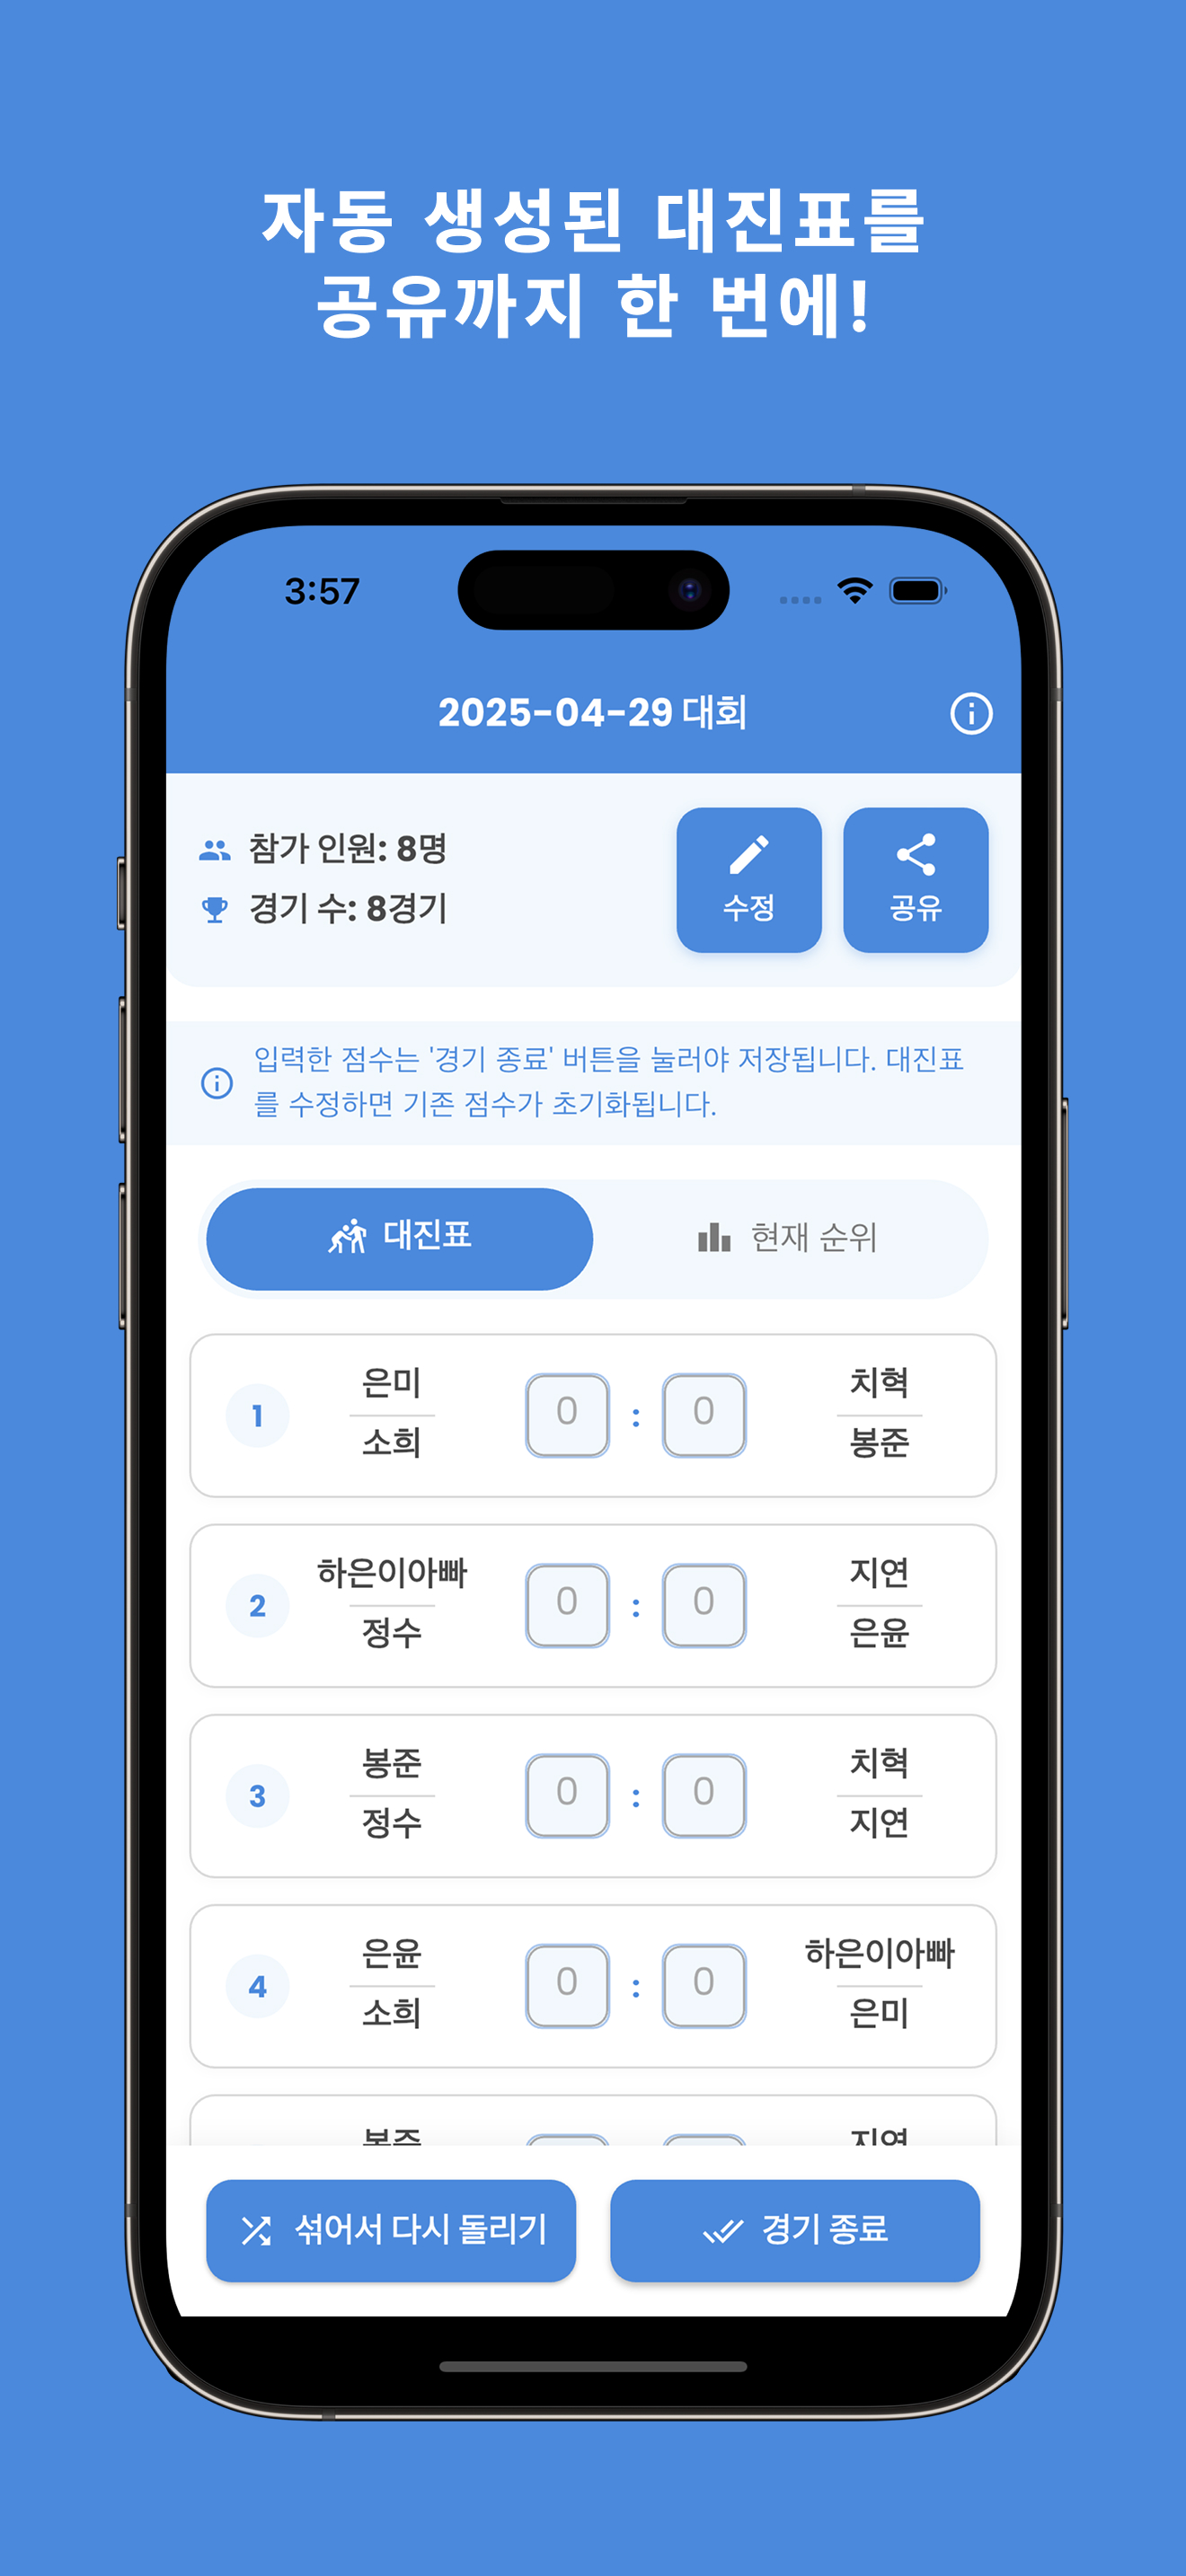 자동 생성된 대진표를
공유까지 한 번에!
3:57
2025-04-29 대회
참가 인원: 8명
경기 수: 8경기
수정
공유
입력한 점수는 '경기 종료' 버튼을 눌러야 저장됩니다. 대진표
를 수정하면 기존 점수가 초기화됩니다.
대진표
현재 순위
1
은미
소희
0 : 0
치혁
봉준
2
하은이아빠
정수
0 : 0
지연
은윤
3
봉준
정수
0 : 0
치혁
지연
4
은윤
소희
0 : 0
하은이아빠
은미
섞어서 다시 돌리기
경기 종료